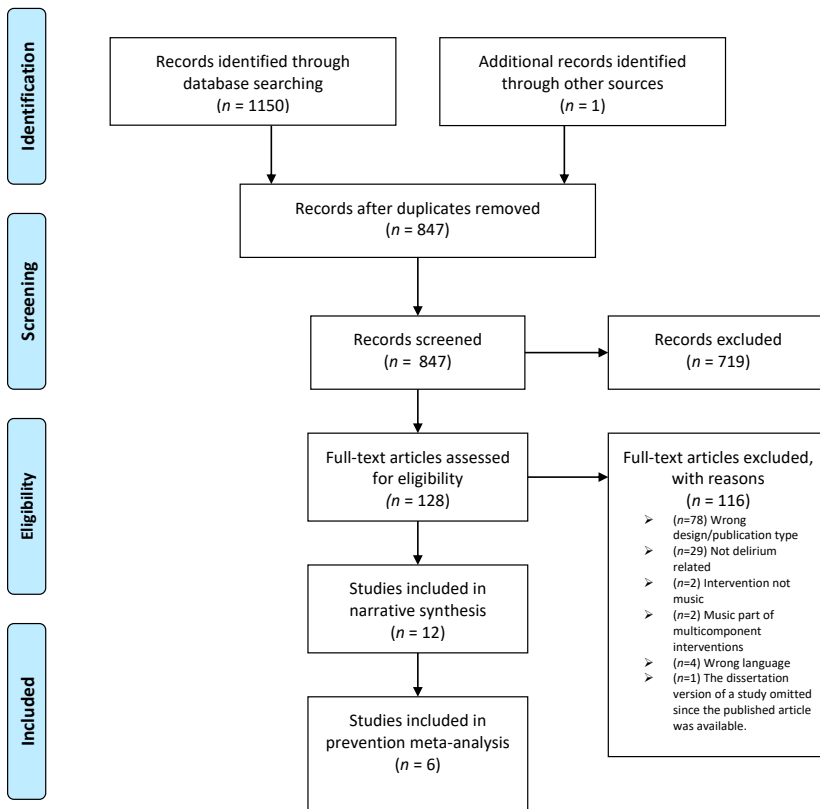 Identification
Records identified through
database searching
(n = 1150)
Additional records identified
through other sources
(n = 1)
Records after duplicates removed
(n = 847)
Screening
Records screened
(n =  847)
Records excluded
(n = 719)
Eligibility
Full-text articles assessed
for eligibility
(n = 128)
Full-text articles excluded,
with reasons
(n = 116)
➢ (n=78) Wrong
design/publication type
➢ (n=29) Not delirium
related
➢ (n=2) Intervention not
music
➢ (n=2) Music part of
multicomponent
interventions
➢ (n=4) Wrong language
➢ (n=1) The dissertation
version of a study omitted
since the published article
was available.
Studies included in
narrative synthesis
(n = 12)
Included
Studies included in
prevention meta-analysis
(n = 6)